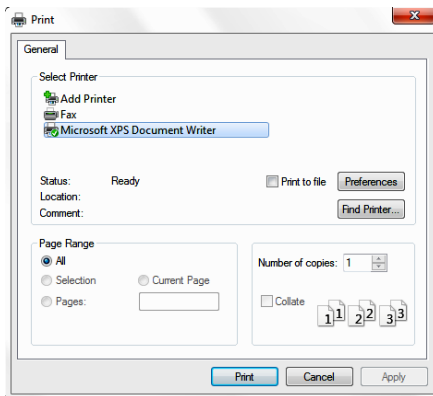 Print
General
Select Printer
Add Printer
Fax
Microsoft XPS Document Writer
Status: Ready
Print to file
Preferences
Location:
Comment:
Find Printer...
Page Range
All
Selection
Current Page
Pages:
Number of copies: 1
Collate
1 1 2 2 3 3
Print
Cancel
Apply